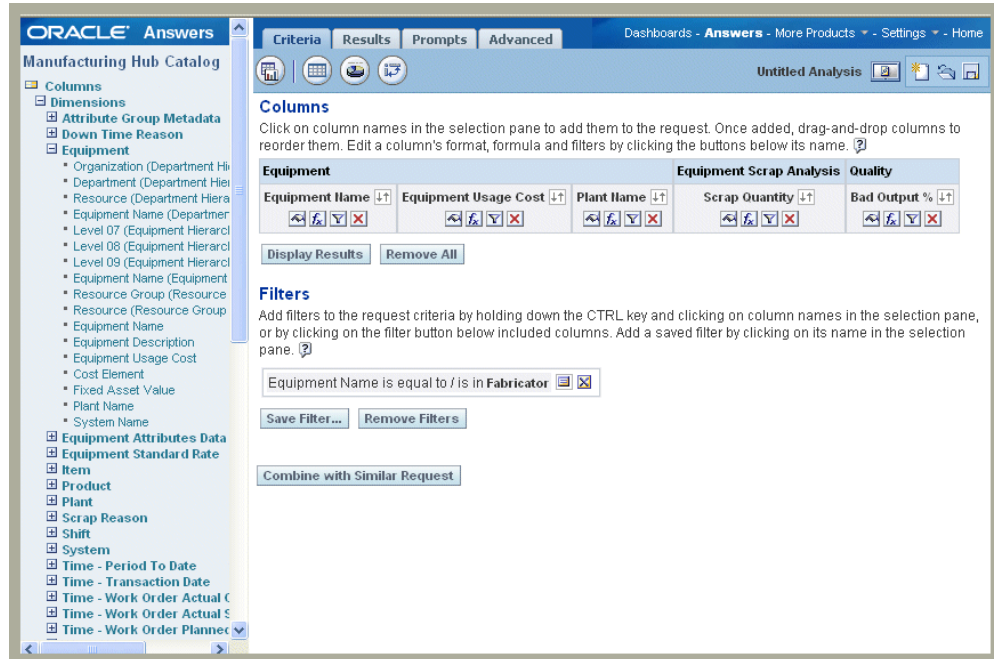 ORACLE Answers
Manufacturing Hub Catalog
Columns
Dimensions
Attribute Group Metadata
Down Time Reason
Equipment
Organization (Department Hi
Department (Department Hier
Resource (Department Hiera
Equipment Name (Departmen
Level 07 (Equipment Hierarcl
Level 08 (Equipment Hierarcl
Level 09 (Equipment Hierarcl
Equipment Name (Equipment
Resource Group (Resource
Resource (Resource Group
Equipment Name
Equipment Description
Equipment Usage Cost
Cost Element
Fixed Asset Value
Plant Name
System Name
Equipment Attributes Data
Equipment Standard Rate
Item
Product
Plant
Scrap Reason
Shift
System
Time - Period To Date
Time - Transaction Date
Time - Work Order Actual C
Time - Work Order Actual S
Time - Work Order Planned
Criteria Results Prompts Advanced
Dashboards - Answers - More Products - Settings - Home
Untitled Analysis
Columns
Click on column names in the selection pane to add them to the request. Once added, drag-and-drop columns to
reorder them. Edit a column's format, formula and filters by clicking the buttons below its name.
Equipment Equipment Scrap Analysis Quality
Equipment Name Equipment Usage Cost Plant Name Scrap Quantity Bad Output %
Display Results Remove All
Filters
Add filters to the request criteria by holding down the CTRL key and clicking on column names in the selection pane,
or by clicking on the filter button below included columns. Add a saved filter by clicking on its name in the selection
pane.
Equipment Name is equal to / is in Fabricator
Save Filter... Remove Filters
Combine with Similar Request